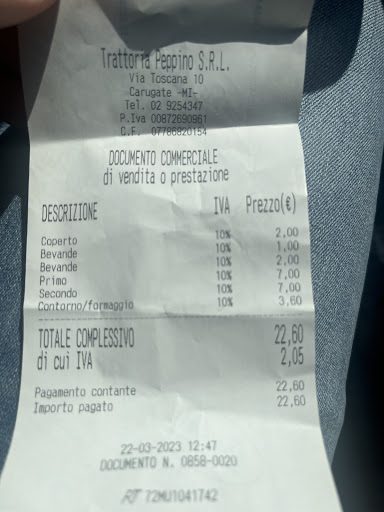 Trattoria Peppino S.R.L.
Via Toscana 10
Carugate -MI-
Tel. 02 9254347
P.Iva 00872690961
C.F. 07786820154
DOCUMENTO COMMERCIALE
di vendita o prestazione
DESCRIZIONE IVA Prezzo(€)
Coperto 10% 2,00
Bevande 10% 1,00
Bevande 10% 2,00
Primo 10% 7,00
Secondo 10% 7,00
Contorno/formaggio 10% 3,60
TOTALE COMPLESSIVO 22,60
di cui IVA 2,05
Pagamento contante 22,60
Importo pagato 22,60
22-03-2023 12:47
DOCUMENTO N. 0858-0020
RT 72MU1041742